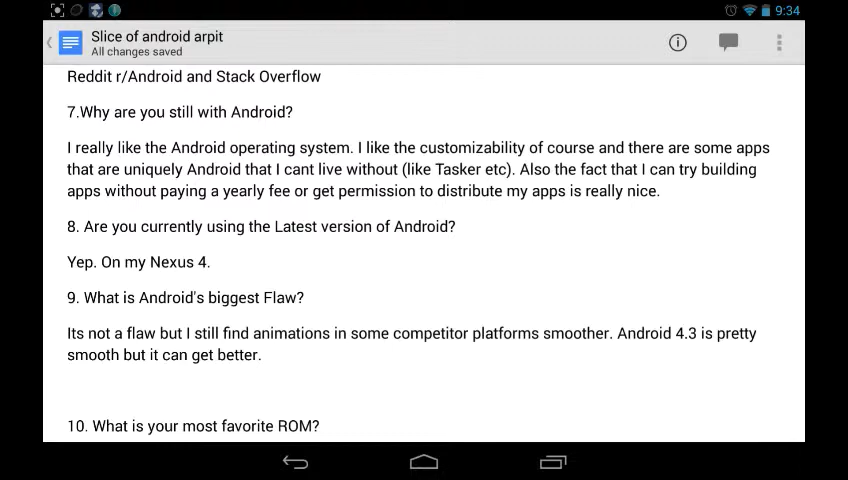 9:34
Slice of android arpit
All changes saved
Reddit r/Android and Stack Overflow
7.Why are you still with Android?
I really like the Android operating system. I like the customizability of course and there are some apps
that are uniquely Android that I cant live without (like Tasker etc). Also the fact that I can try building
apps without paying a yearly fee or get permission to distribute my apps is really nice.
8. Are you currently using the Latest version of Android?
Yep. On my Nexus 4.
9. What is Android's biggest Flaw?
Its not a flaw but I still find animations in some competitor platforms smoother. Android 4.3 is pretty
smooth but it can get better.
10. What is your most favorite ROM?